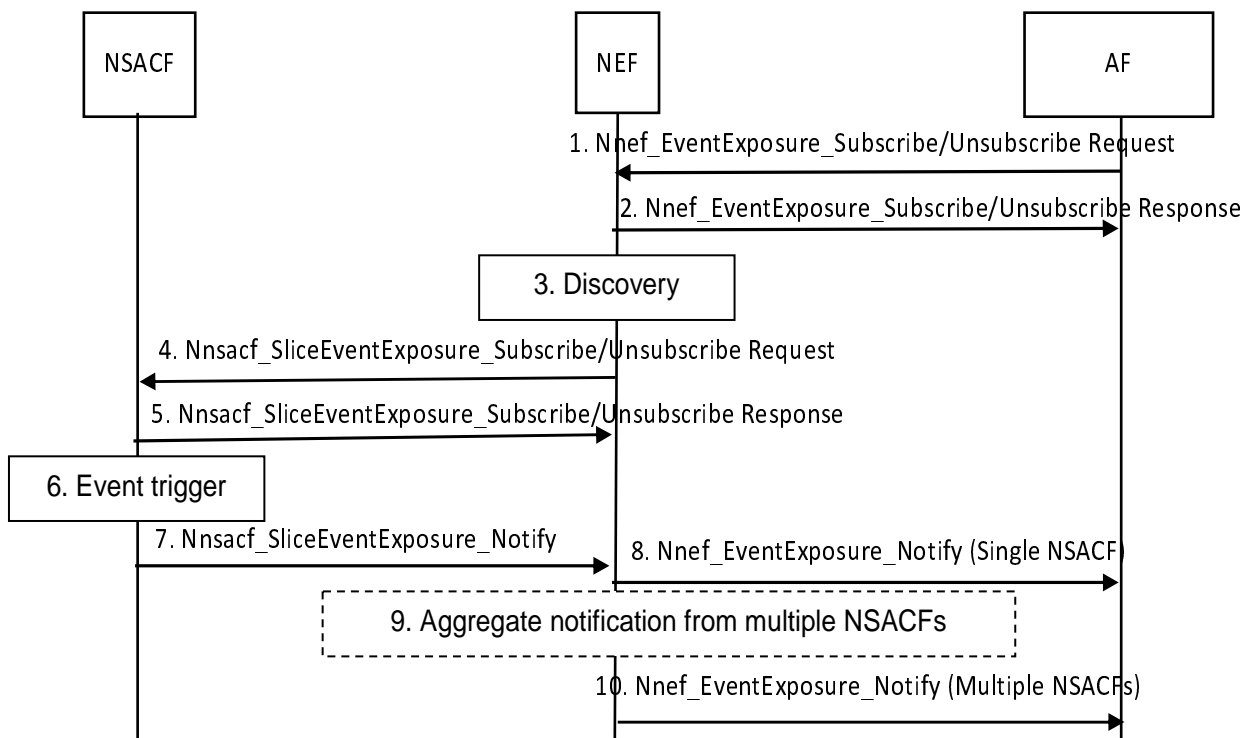 NSACF
NEF
AF
1. Nnef_EventExposure_Subscribe/Unsubscribe Request
2. Nnef_EventExposure_Subscribe/Unsubscribe Response
3. Discovery
4. Nnsacf_SliceEventExposure_Subscribe/Unsubscribe Request
5. Nnsacf_SliceEventExposure_Subscribe/Unsubscribe Response
6. Event trigger
7. Nnsacf_SliceEventExposure_Notify
8. Nnef_EventExposure_Notify (Single NSACF)
9. Aggregate notification from multiple NSACFs
10. Nnef_EventExposure_Notify (Multiple NSACFs)